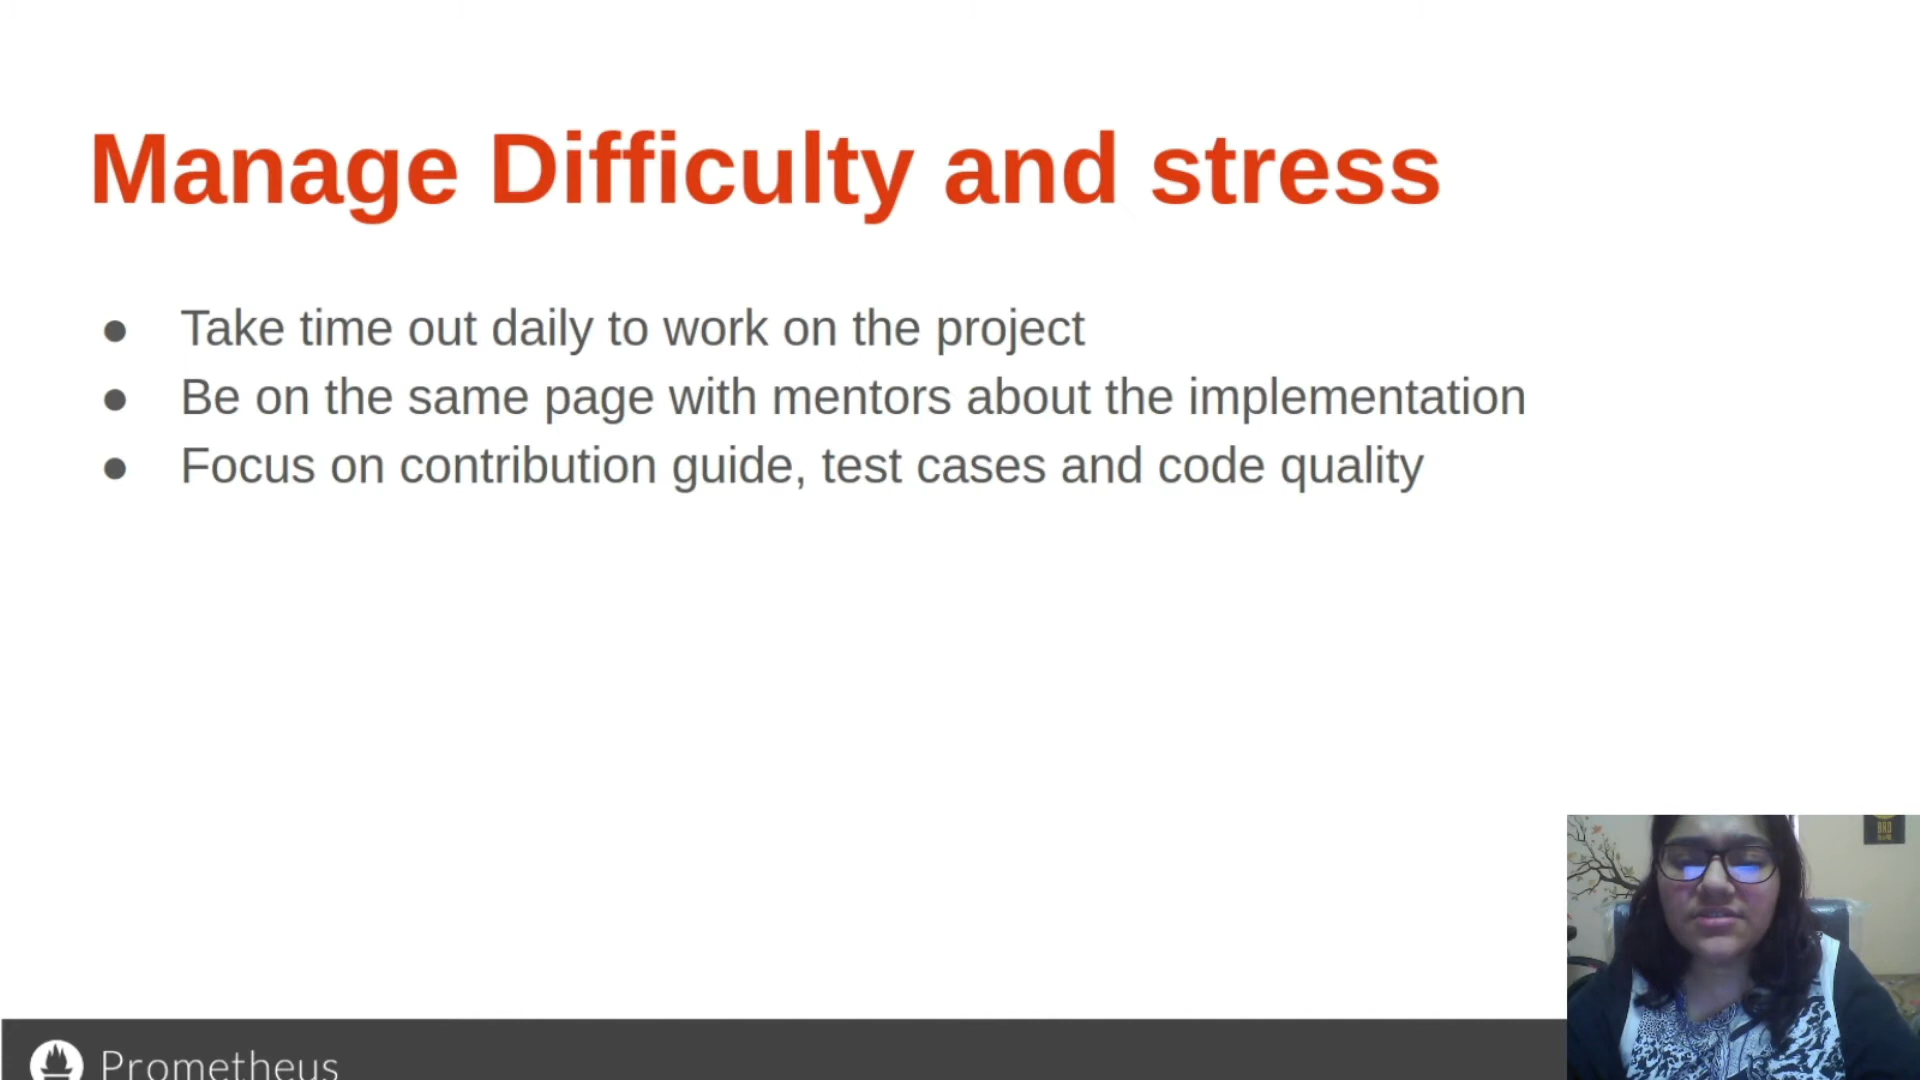 Manage Difficulty and stress
● Take time out daily to work on the project
● Be on the same page with mentors about the implementation
● Focus on contribution guide, test cases and code quality
BRO
Prometheus